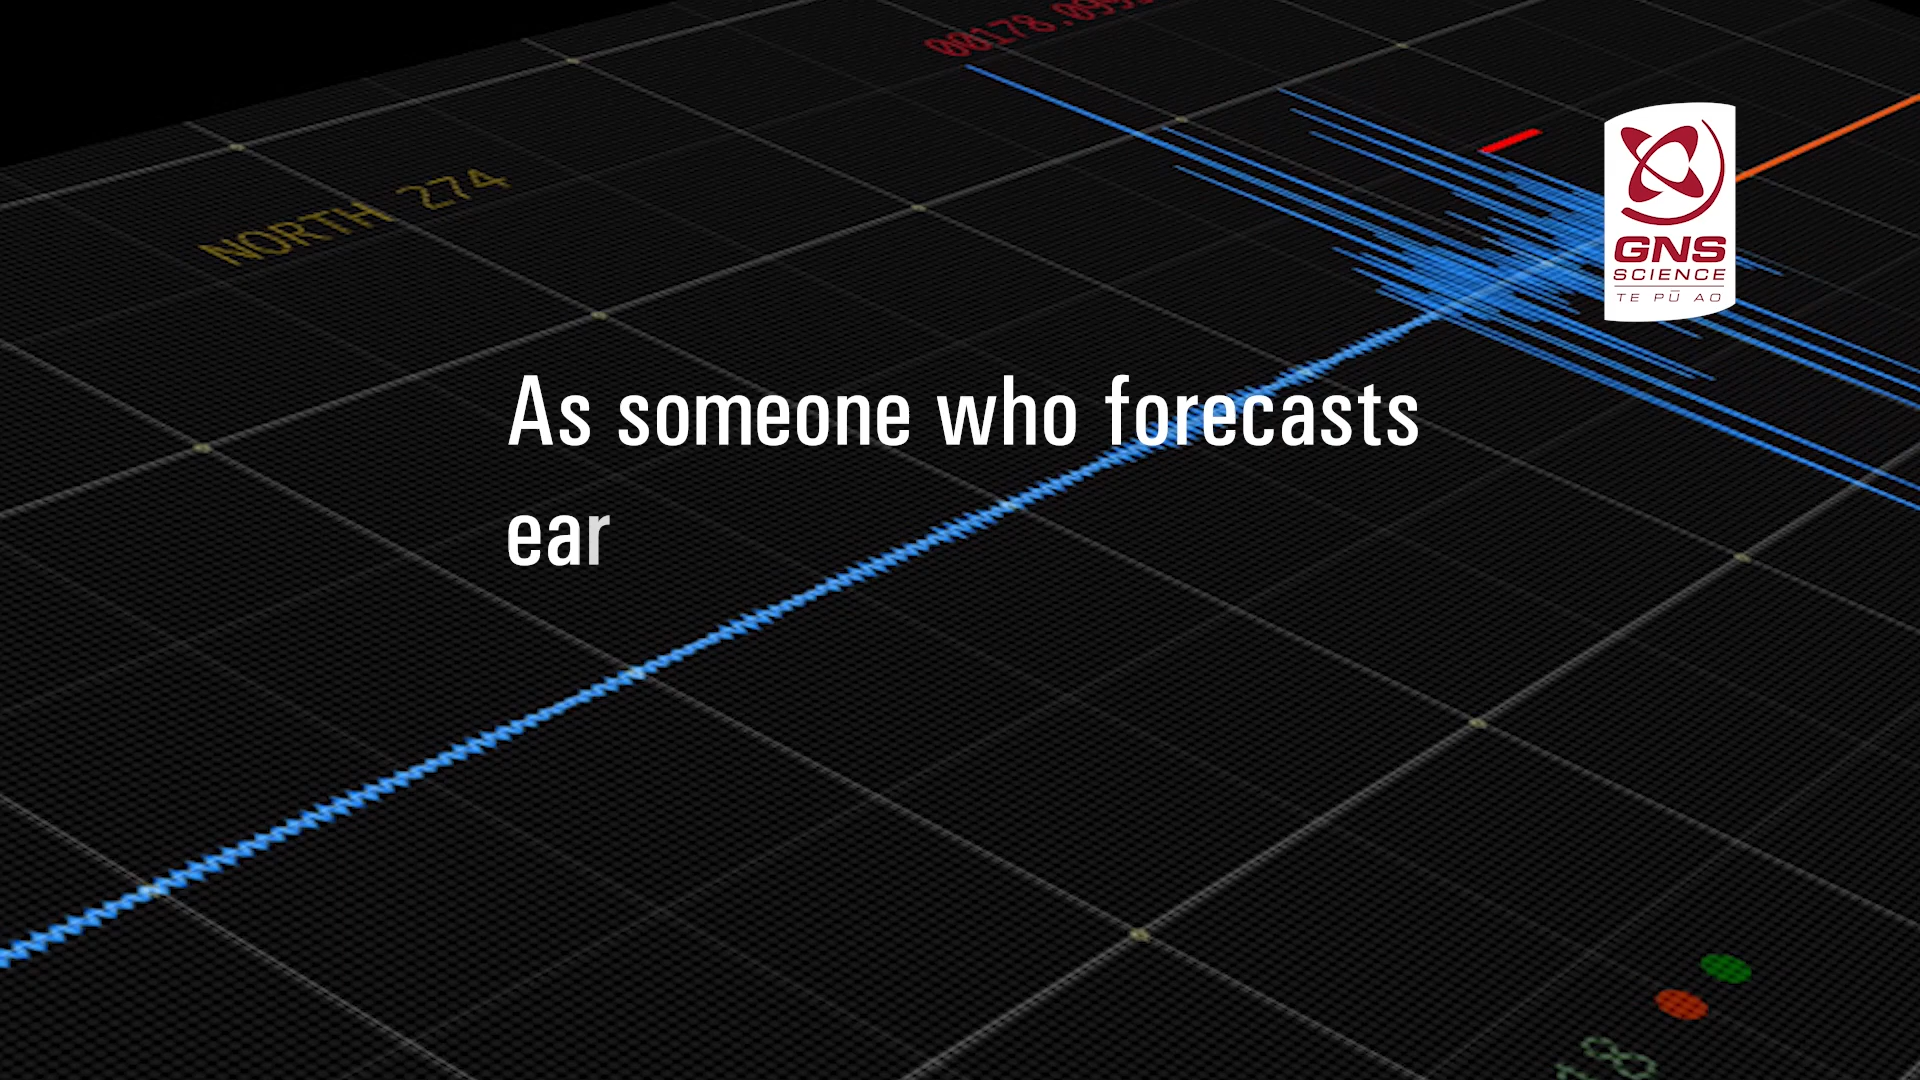 NORTH 274
GNS
SCIENCE
TE PŪ AO
As someone who forecasts
ear